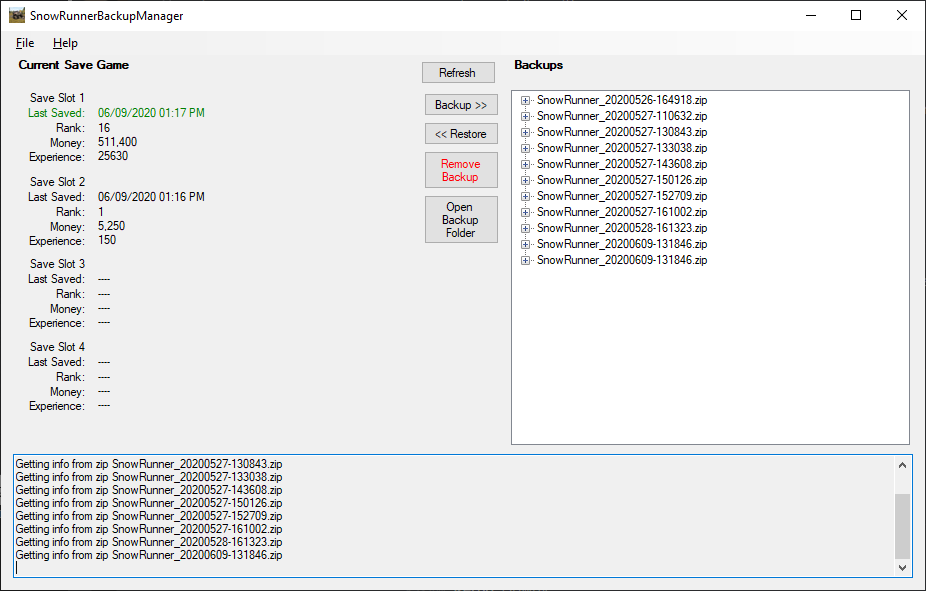 SnowRunnerBackupManager
File Help
Current Save Game
Save Slot 1
Last Saved: 06/09/2020 01:17 PM
Rank: 16
Money: 511,400
Experience: 25630
Save Slot 2
Last Saved: 06/09/2020 01:16 PM
Rank: 1
Money: 5,250
Experience: 150
Save Slot 3
Last Saved: ----
Rank: ----
Money: ----
Experience: ----
Save Slot 4
Last Saved: ----
Rank: ----
Money: ----
Experience: ----
Refresh
Backup >>
<< Restore
Remove
Backup
Open
Backup
Folder
Backups
SnowRunner_20200526-164918.zip
SnowRunner_20200527-110632.zip
SnowRunner_20200527-130843.zip
SnowRunner_20200527-133038.zip
SnowRunner_20200527-143608.zip
SnowRunner_20200527-150126.zip
SnowRunner_20200527-152709.zip
SnowRunner_20200527-161002.zip
SnowRunner_20200528-161323.zip
SnowRunner_20200609-131846.zip
SnowRunner_20200609-131846.zip
Getting info from zip SnowRunner_20200527-130843.zip
Getting info from zip SnowRunner_20200527-133038.zip
Getting info from zip SnowRunner_20200527-143608.zip
Getting info from zip SnowRunner_20200527-150126.zip
Getting info from zip SnowRunner_20200527-152709.zip
Getting info from zip SnowRunner_20200527-161002.zip
Getting info from zip SnowRunner_20200528-161323.zip
Getting info from zip SnowRunner_20200609-131846.zip